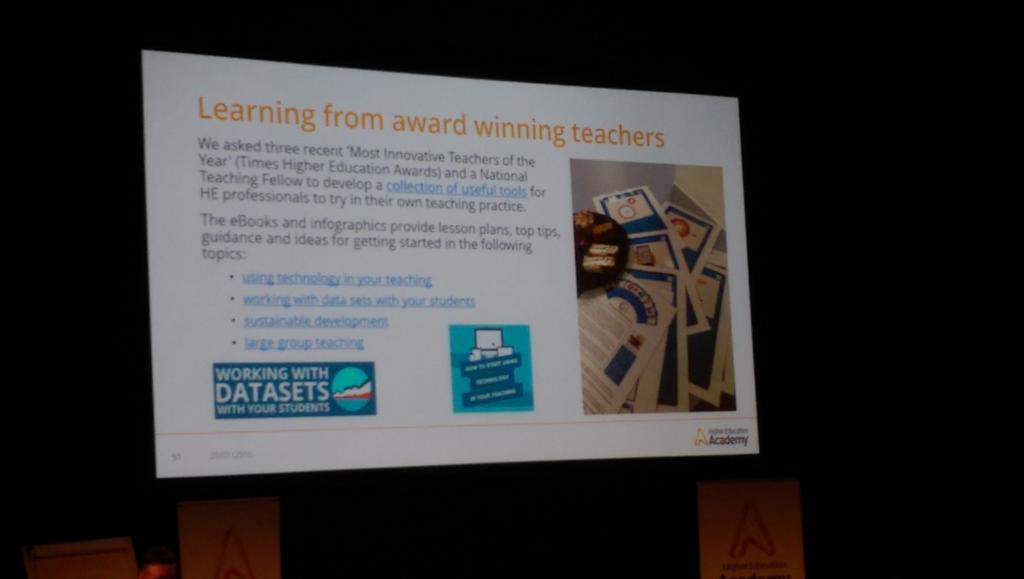 Learning from award winning teachers
We asked three recent 'Most Innovative Teachers of the
Year' (Times Higher Education Awards) and a National
Teaching Fellow to develop a collection of useful tools for
HE professionals to try in their own teaching practice.
The eBooks and infographics provide lesson plans, top tips,
guidance and ideas for getting started in the following
topics:
• using technology in your teaching
• working with data sets with your students
• sustainable development
• large group teaching
WORKING WITH
DATASETS
WITH YOUR STUDENTS
HOW TO START USING
TECHNOLOGY
IN YOUR TEACHING
Higher Education
Academy
Higher Education
Academy